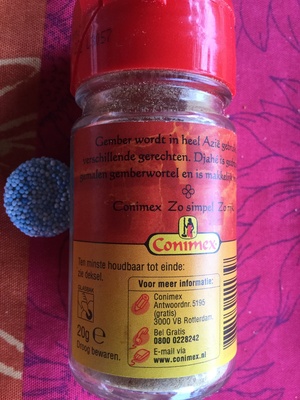 Gember wordt in heel Azië
verschillende gerechten. Djahé is
gemalen gemberwortel en is
Conimex Zo simpel Zo
Conimex
Ten minste houdbaar tot einde:
zie deksel.
Voor meer informatie:
Conimex
Antwoordnr. 5195
(gratis)
3000 VB Rotterdam.
Bel Gratis
0800 0228242
E-mail via
www.conimex.nl
20g e
Droog bewaren.